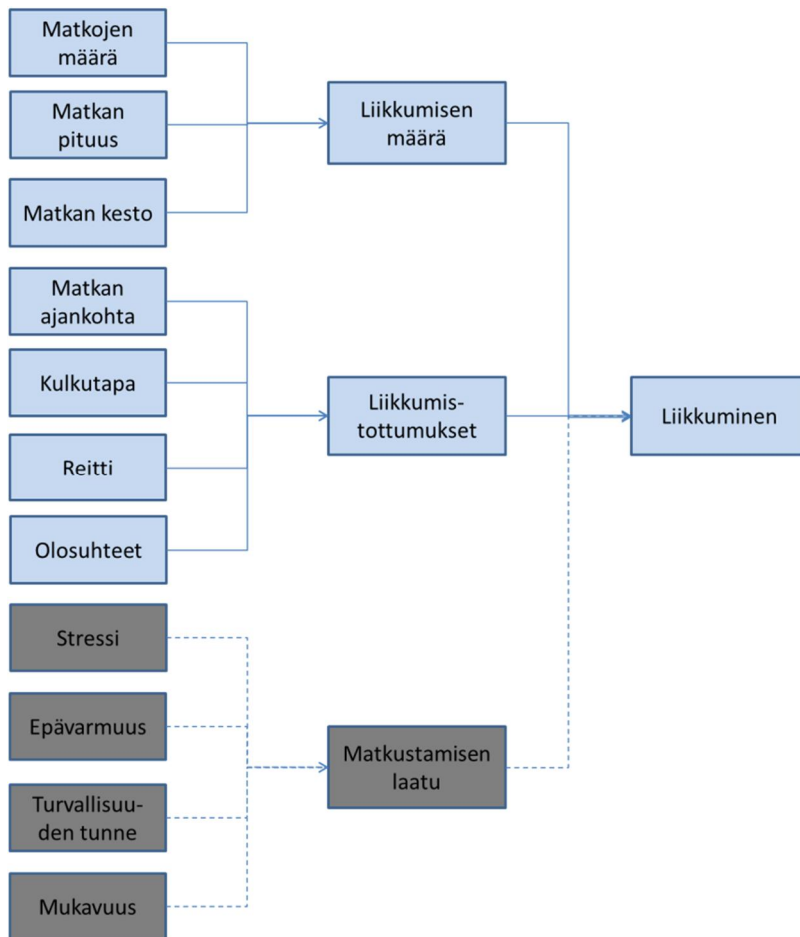 Matkojen
määrä
Matkan
pituus
Matkan kesto
Liikkumisen
määrä
Matkan
ajankohta
Kulkutapa
Reitti
Olosuhteet
Liikkumis-
tottumukset
Liikkuminen
Stressi
Epävarmuus
Turvallisuu-
den tunne
Mukavuus
Matkustamisen
laatu